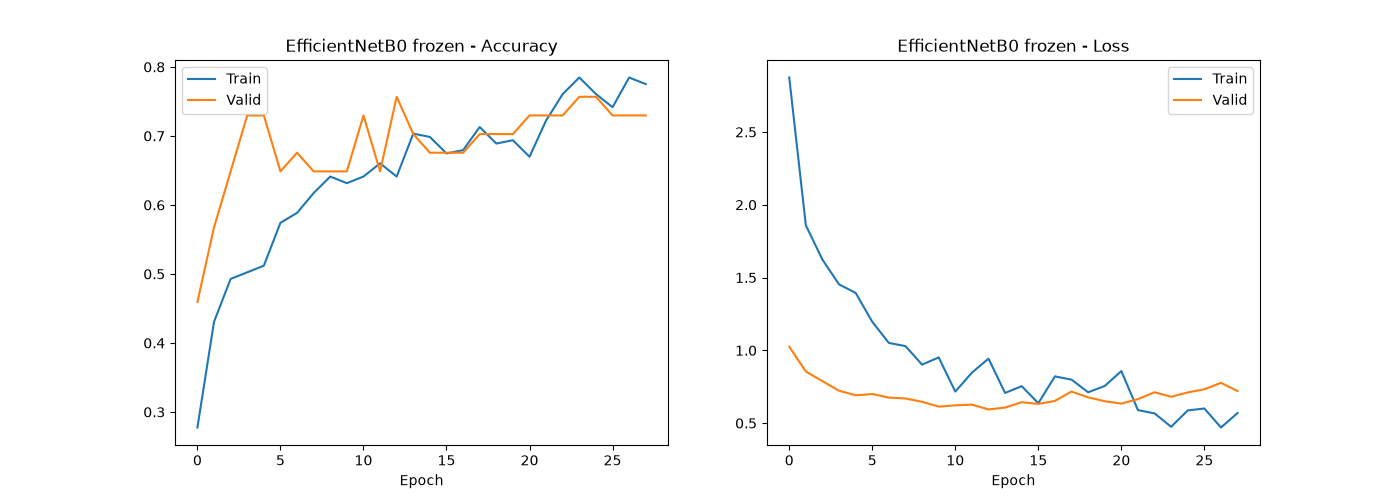 EfficientNetB0 frozen - Accuracy
Train
Valid
0.8
0.7
0.6
0.5
0.4
0.3
0 5 10 15 20 25
Epoch
EfficientNetB0 frozen - Loss
Train
Valid
2.5
2.0
1.5
1.0
0.5
0 5 10 15 20 25
Epoch